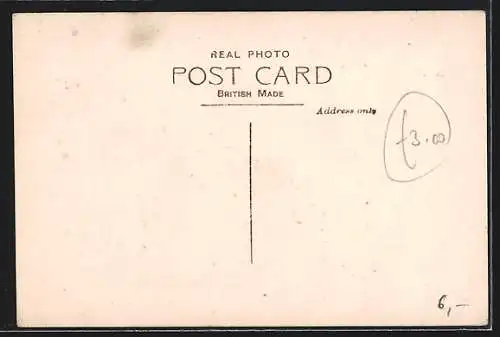 REAL PHOTO
POST CARD
BRITISH MADE
Address only
£3.00
6,-